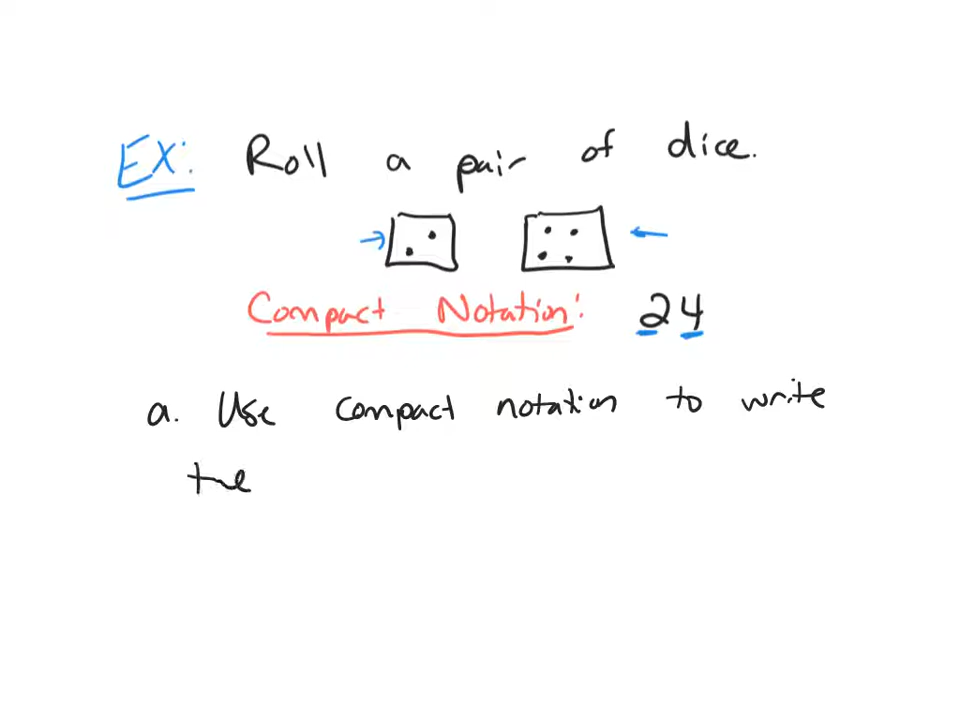 EX: Roll a pair of dice.
Compact Notation: 24
a. Use compact notation to write
the